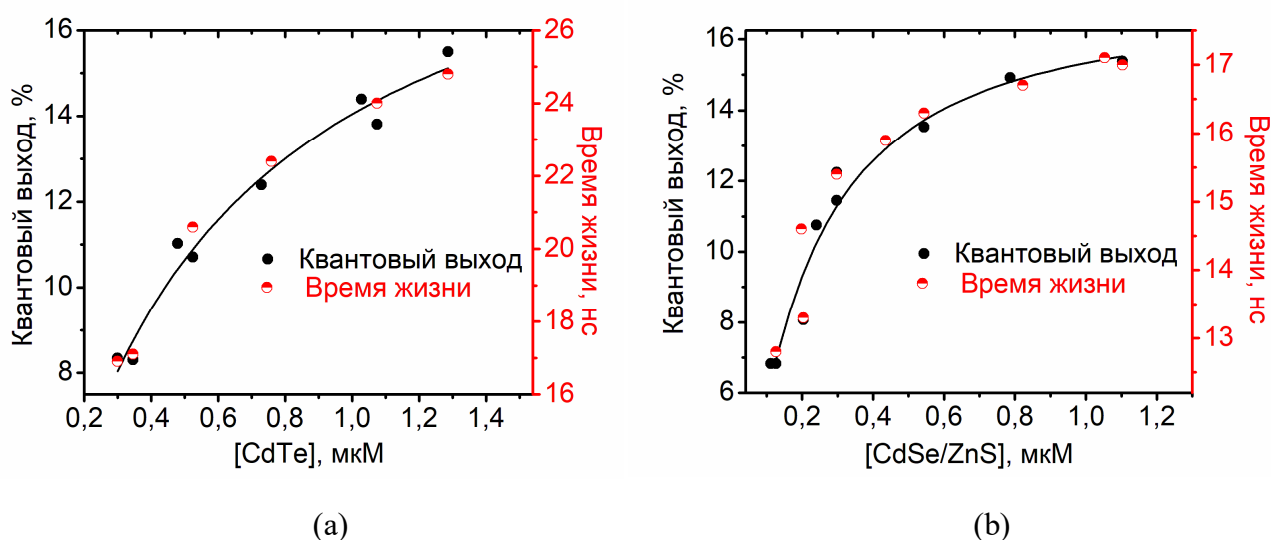 16
14
12
10
8
Квантовый выход, %
26
24
22
20
18
16
Время жизни, нс
Квантовый выход
Время жизни
0,2 0,4 0,6 0,8 1,0 1,2 1,4
[CdTe], мкМ
(a)
16
14
12
10
8
6
Квантовый выход, %
17
16
15
14
13
Время жизни, нс
Квантовый выход
Время жизни
0,2 0,4 0,6 0,8 1,0 1,2
[CdSe/ZnS], мкМ
(b)